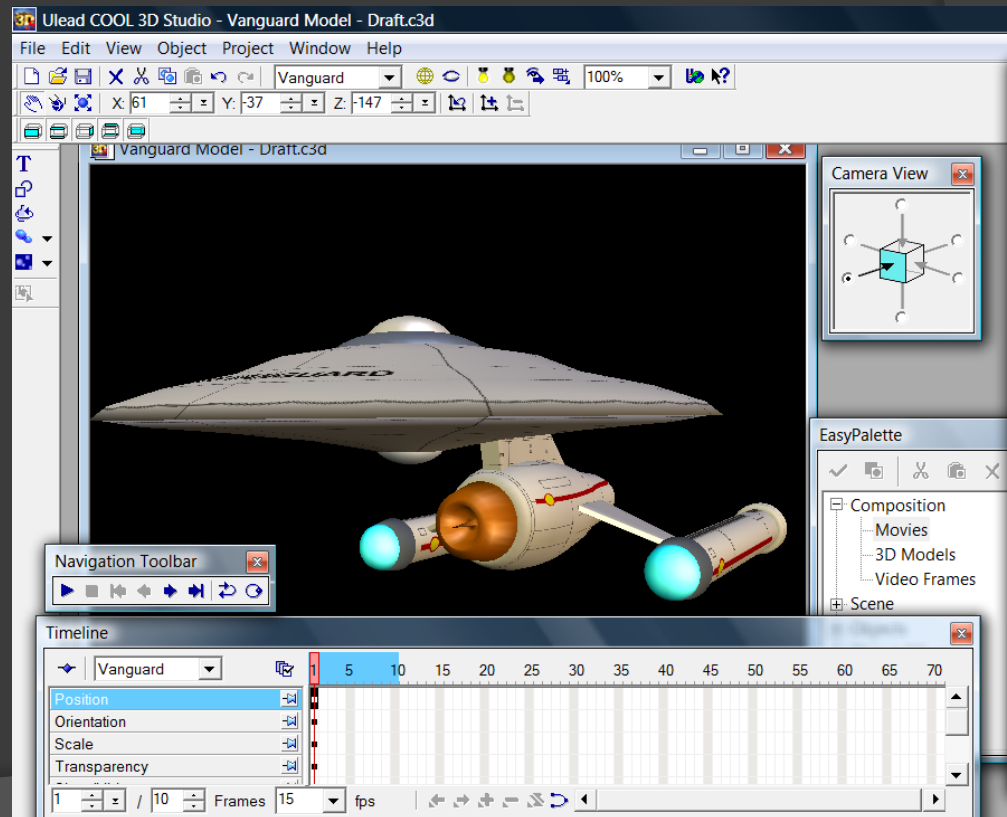 Ulead COOL 3D Studio - Vanguard Model - Draft.c3d
File Edit View Object Project Window Help
Vanguard 100%
X: 61 Y: -37 Z: -147
Vanguard Model - Draft.c3d
T
Camera View
GUARD
EasyPalette
Composition
Movies
3D Models
Video Frames
Scene
Navigation Toolbar
Timeline
Vanguard 1 5 10 15 20 25 30 35 40 45 50 55 60 65 70
Position
Orientation
Scale
Transparency
1 / 10 Frames 15 fps